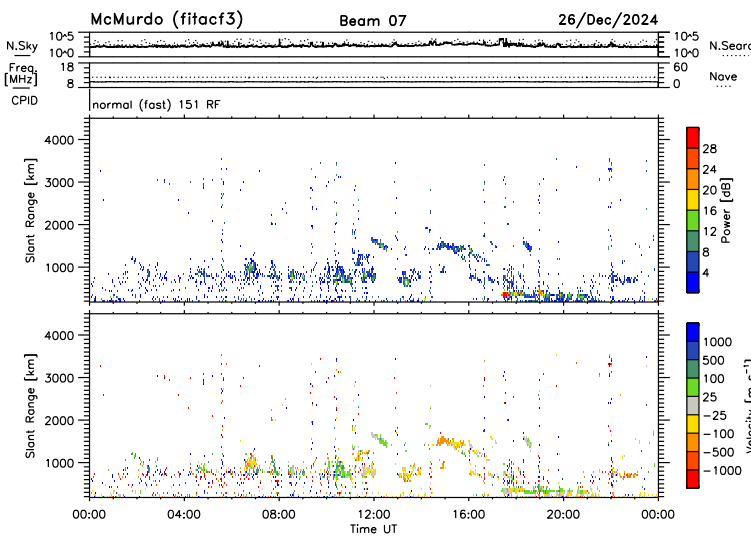 McMurdo (fitacf3) Beam 07 26/Dec/2024
N.Sky 10^5 10^0 10^5 10^0 N.Sear
Freq. [MHz] 18 8 60 0 Nave
CPID normal (fast) 151 RF
Slant Range [km]
4000
3000
2000
1000
28
24
20
16
12
8
4
Power [dB]
Slant Range [km]
4000
3000
2000
1000
1000
500
100
25
-25
-100
-500
-1000
Velocity [m s^-1]
00:00 04:00 08:00 12:00 16:00 20:00 00:00
Time UT